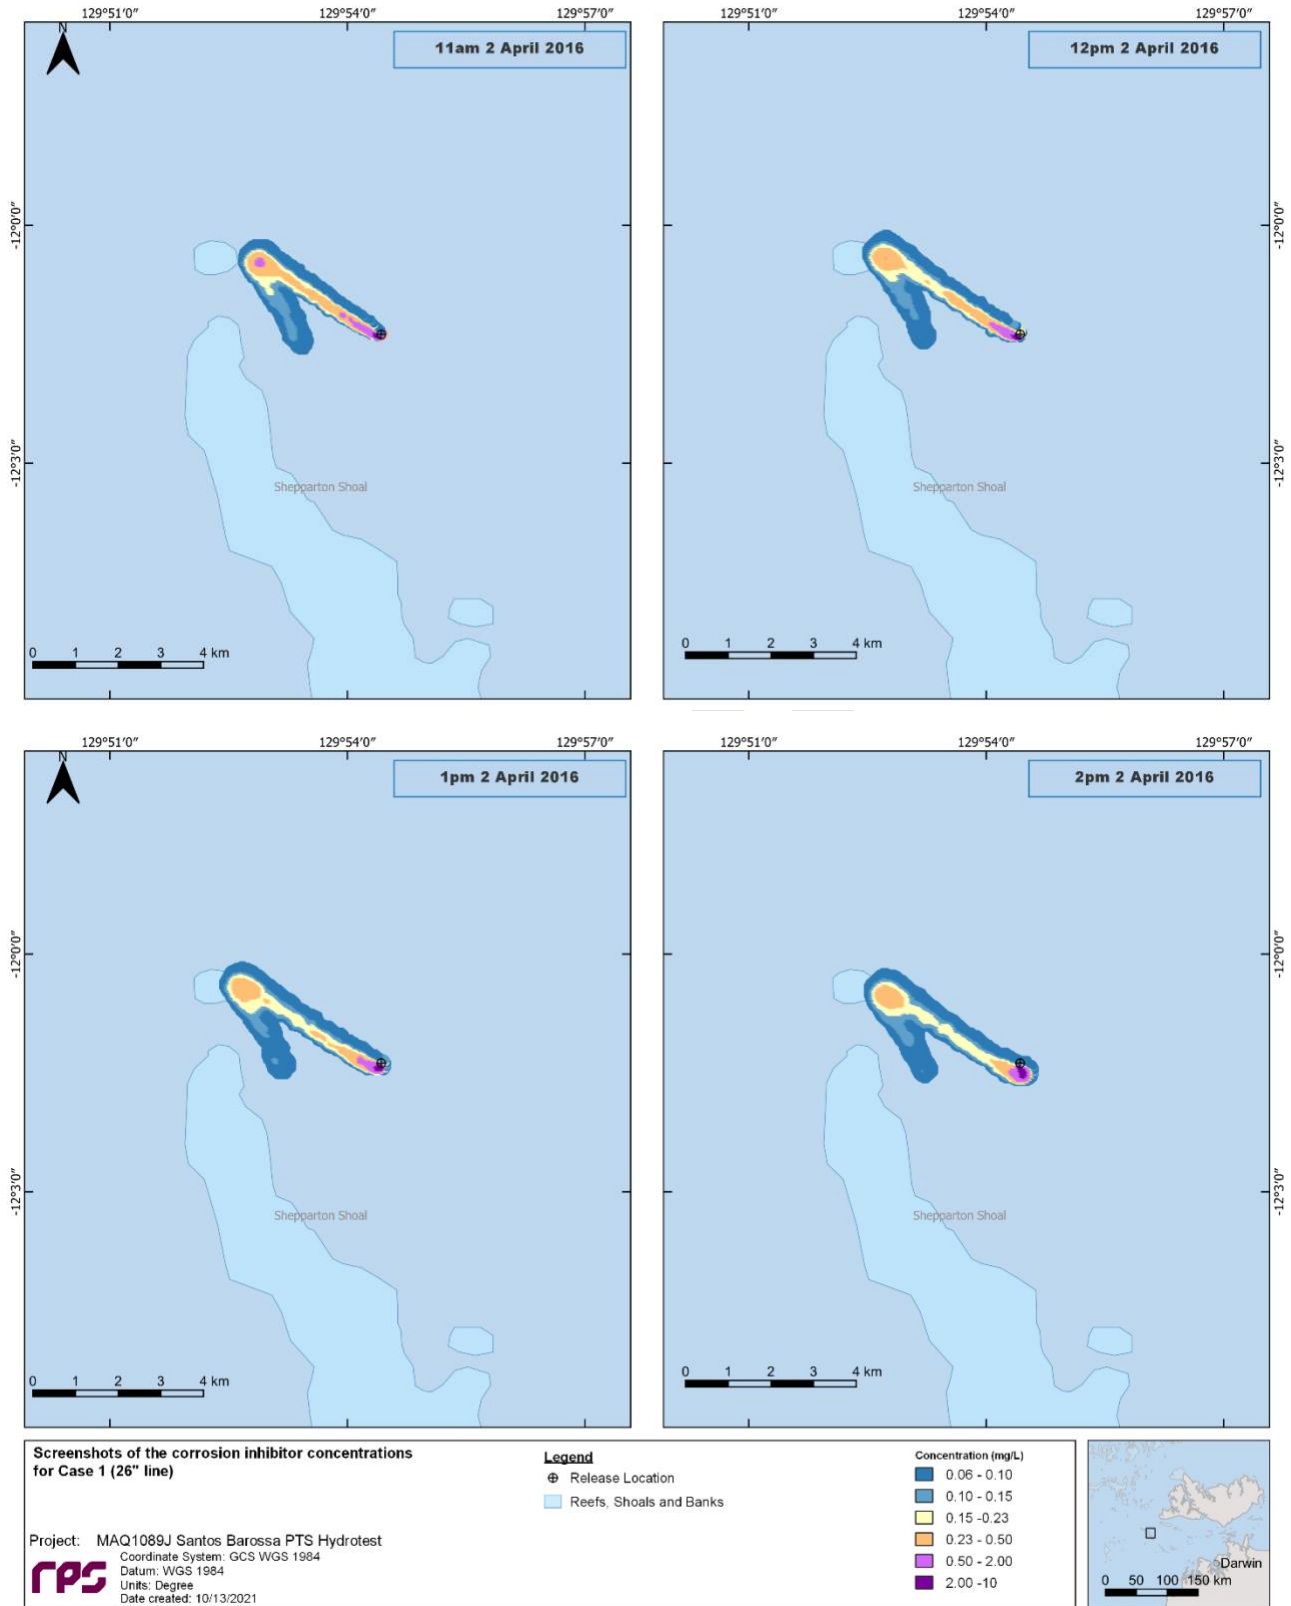 129°51'0" 129°54'0" 129°57'0" 129°51'0" 129°54'0" 129°57'0"
N
11am 2 April 2016
12pm 2 April 2016
-12°0'0"
-12°0'0"
-12°3'0"
-12°3'0"
Shepparton Shoal
Shepparton Shoal
0 1 2 3 4 km
0 1 2 3 4 km
129°51'0" 129°54'0" 129°57'0" 129°51'0" 129°54'0" 129°57'0"
N
1pm 2 April 2016
2pm 2 April 2016
-12°0'0"
-12°0'0"
-12°3'0"
-12°3'0"
Shepparton Shoal
Shepparton Shoal
0 1 2 3 4 km
0 1 2 3 4 km
Screenshots of the corrosion inhibitor concentrations
for Case 1 (26" line)
Project: MAQ1089J Santos Barossa PTS Hydrotest
rps
Coordinate System: GCS WGS 1984
Datum: WGS 1984
Units: Degree
Date created: 10/13/2021
Legend
Release Location
Reefs, Shoals and Banks
Concentration (mg/L)
0.06 - 0.10
0.10 - 0.15
0.15 -0.23
0.23 - 0.50
0.50 - 2.00
2.00 -10
Darwin
0 50 100 150 km